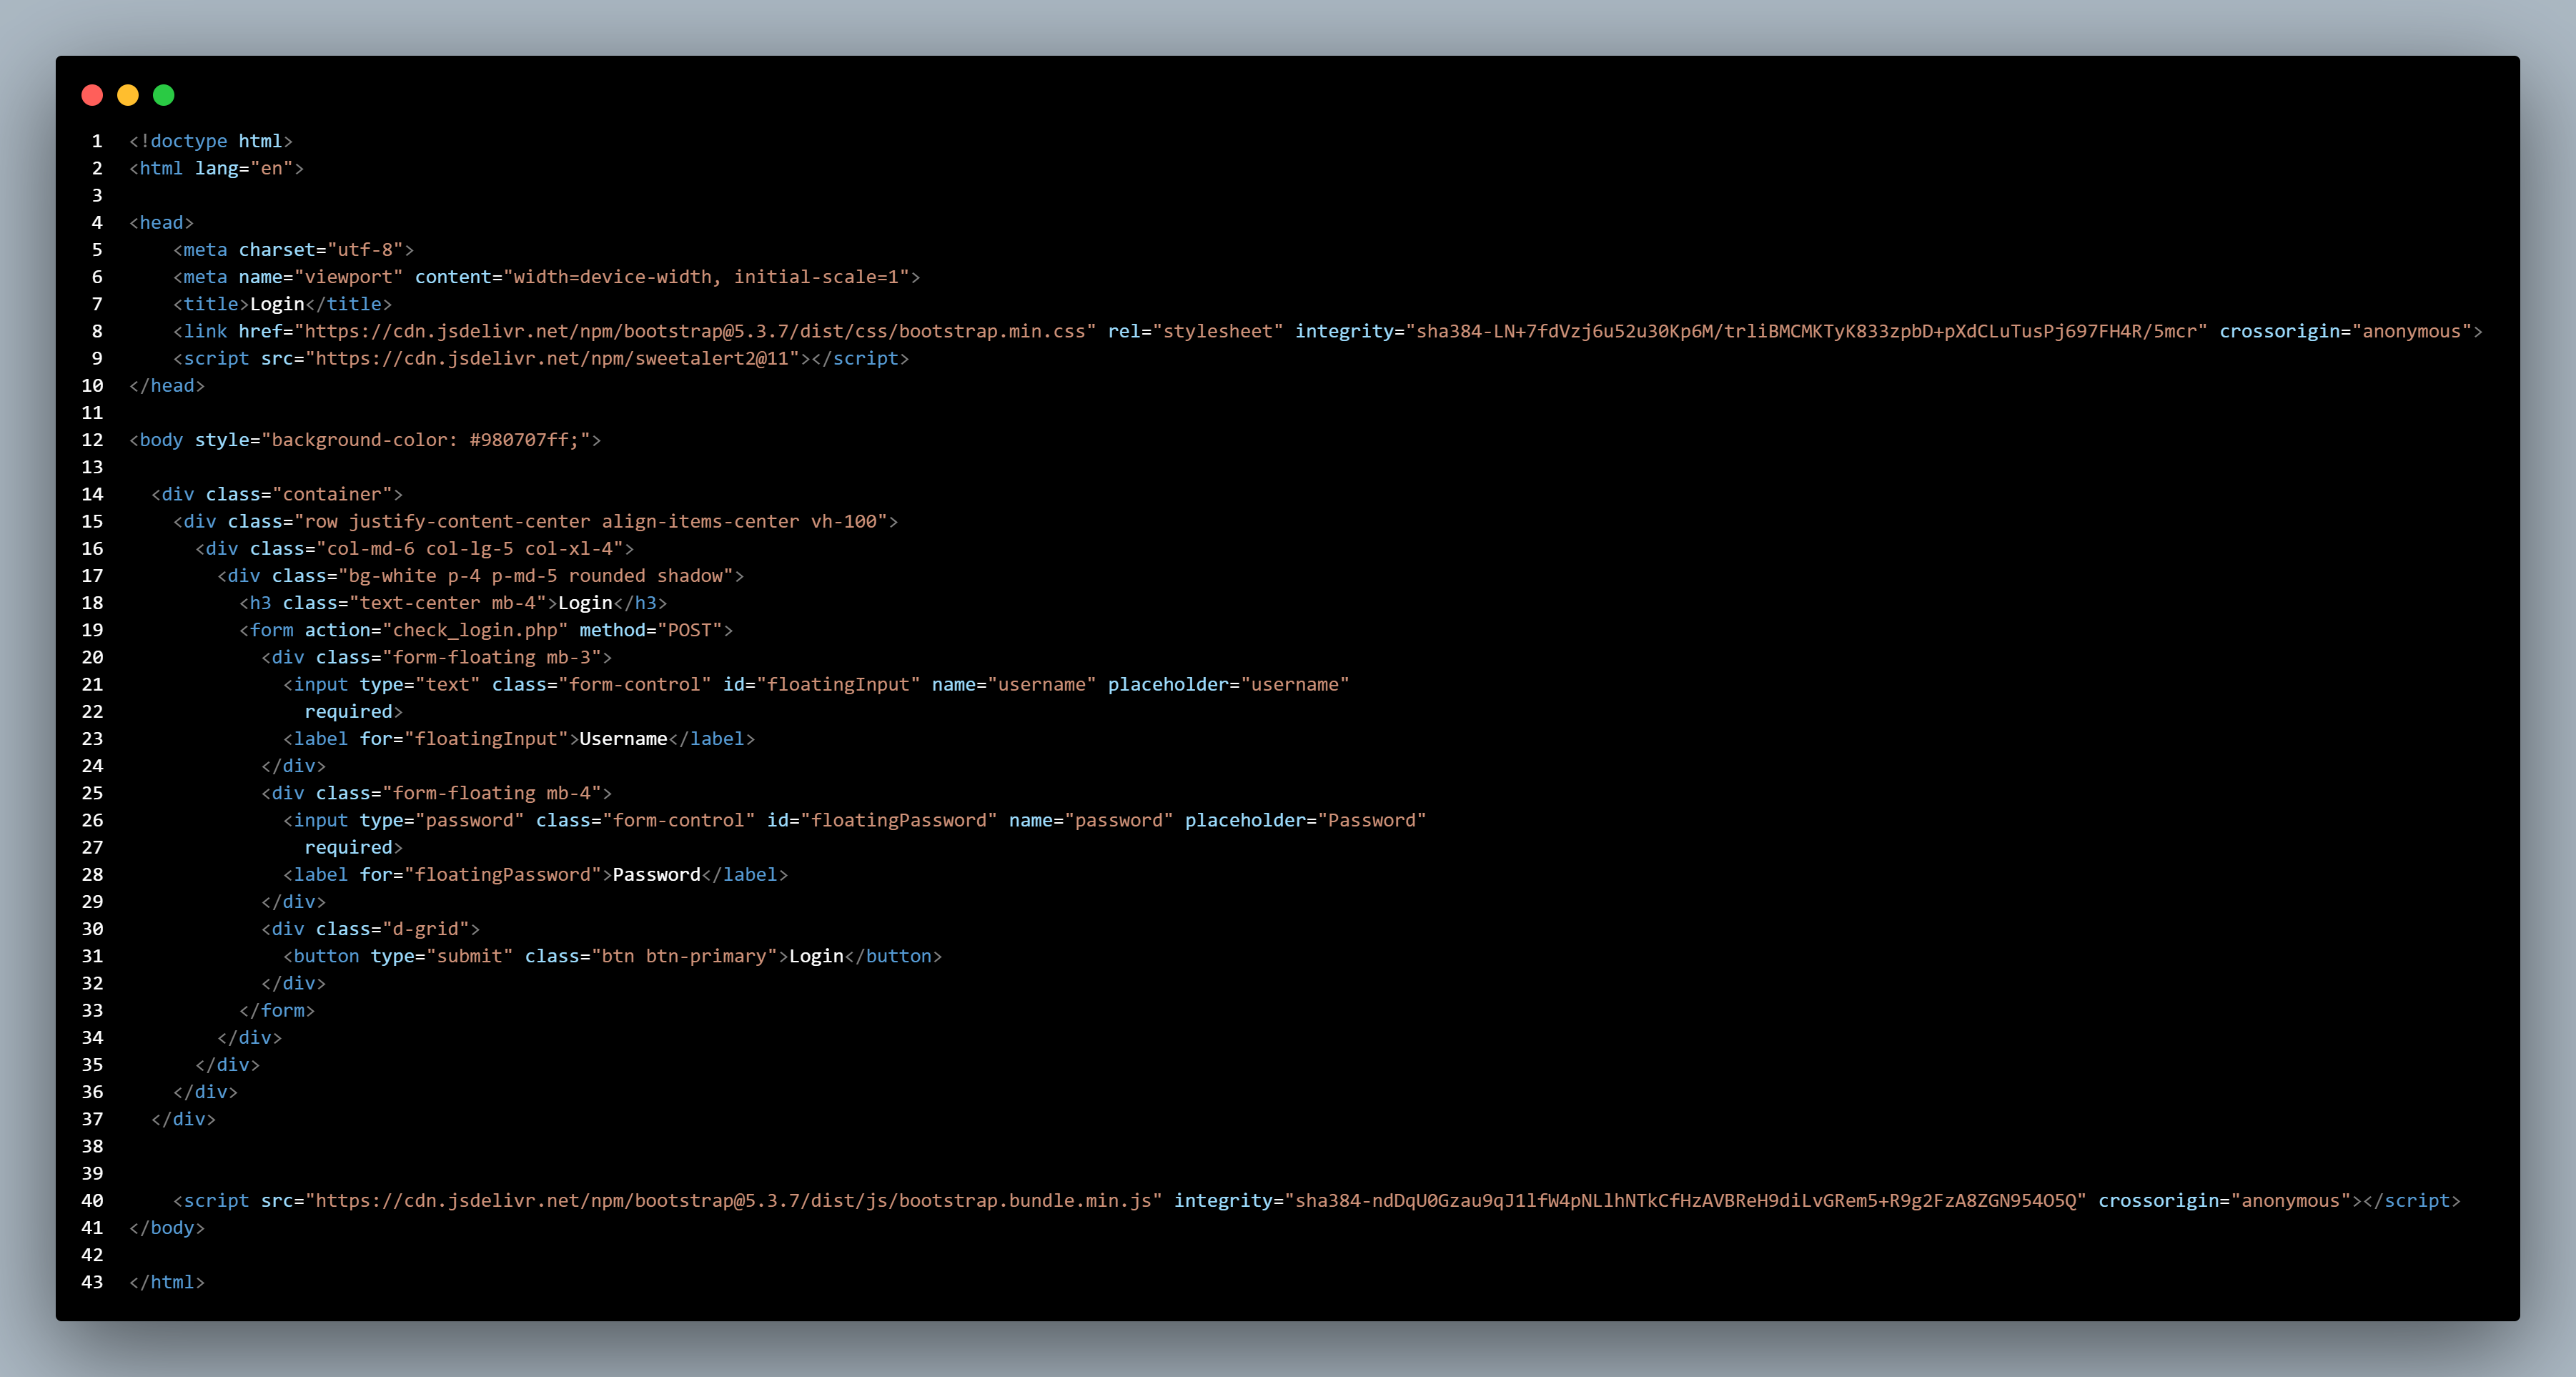 1 <!doctype html>
2 <html lang="en">
3
4 <head>
5     <meta charset="utf-8">
6     <meta name="viewport" content="width=device-width, initial-scale=1">
7     <title>Login</title>
8     <link href="https://cdn.jsdelivr.net/npm/bootstrap@5.3.7/dist/css/bootstrap.min.css" rel="stylesheet" integrity="sha384-LN+7fdVzj6u52u30Kp6M/trliBMCMKTyK833zpbD+pXdCLuTusPj697FH4R/5mcr" crossorigin="anonymous">
9     <script src="https://cdn.jsdelivr.net/npm/sweetalert2@11"></script>
10 </head>
11
12 <body style="background-color: #980707ff;">
13
14   <div class="container">
15     <div class="row justify-content-center align-items-center vh-100">
16       <div class="col-md-6 col-lg-5 col-xl-4">
17         <div class="bg-white p-4 p-md-5 rounded shadow">
18           <h3 class="text-center mb-4">Login</h3>
19           <form action="check_login.php" method="POST">
20             <div class="form-floating mb-3">
21               <input type="text" class="form-control" id="floatingInput" name="username" placeholder="username"
22                 required>
23               <label for="floatingInput">Username</label>
24             </div>
25             <div class="form-floating mb-4">
26               <input type="password" class="form-control" id="floatingPassword" name="password" placeholder="Password"
27                 required>
28               <label for="floatingPassword">Password</label>
29             </div>
30             <div class="d-grid">
31               <button type="submit" class="btn btn-primary">Login</button>
32             </div>
33           </form>
34         </div>
35       </div>
36     </div>
37   </div>
38
39
40     <script src="https://cdn.jsdelivr.net/npm/bootstrap@5.3.7/dist/js/bootstrap.bundle.min.js" integrity="sha384-ndDqU0Gzau9qJ1lfW4pNLlhNTkCfHzAVBReH9diLvGRem5+R9g2FzA8ZGN954O5Q" crossorigin="anonymous"></script>
41 </body>
42
43 </html>